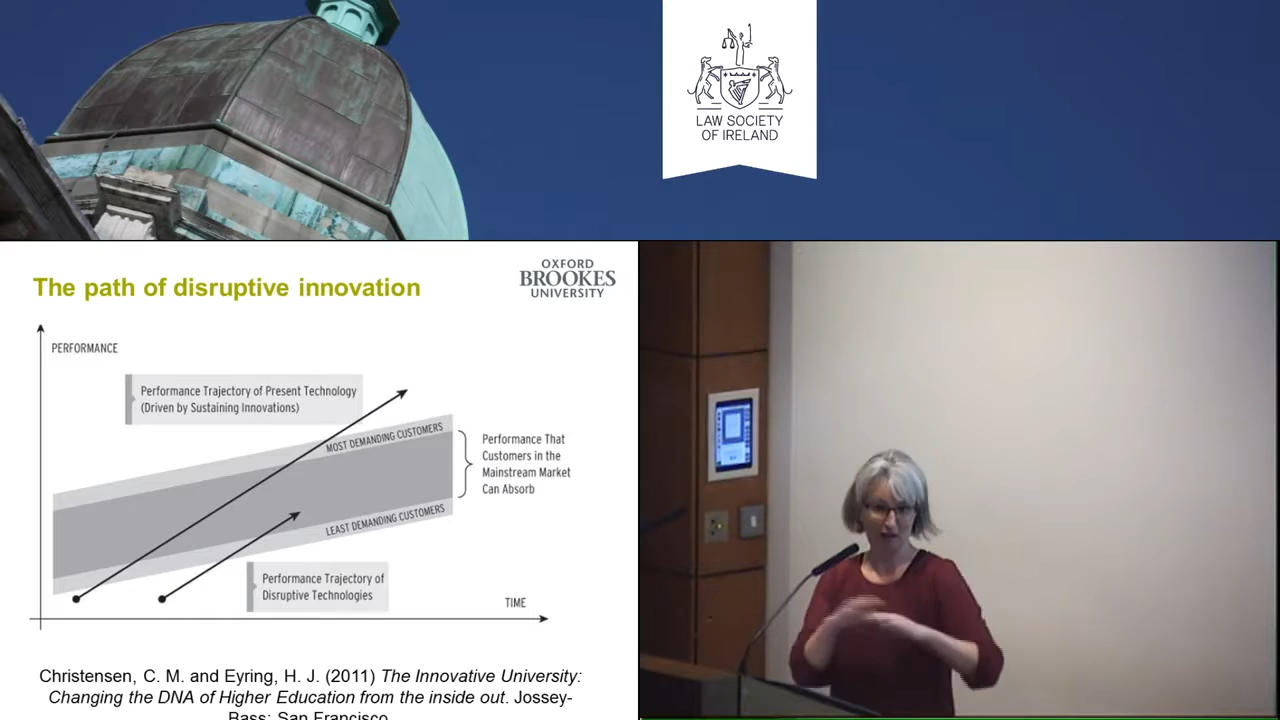 LAW SOCIETY
OF IRELAND
The path of disruptive innovation
OXFORD
BROOKES
UNIVERSITY
PERFORMANCE
Performance Trajectory of Present Technology
(Driven by Sustaining Innovations)
MOST DEMANDING CUSTOMERS
Performance That
Customers in the
Mainstream Market
Can Absorb
LEAST DEMANDING CUSTOMERS
Performance Trajectory of
Disruptive Technologies
TIME
Christensen, C. M. and Eyring, H. J. (2011) The Innovative University:
Changing the DNA of Higher Education from the inside out. Jossey-
Bass: San Francisco